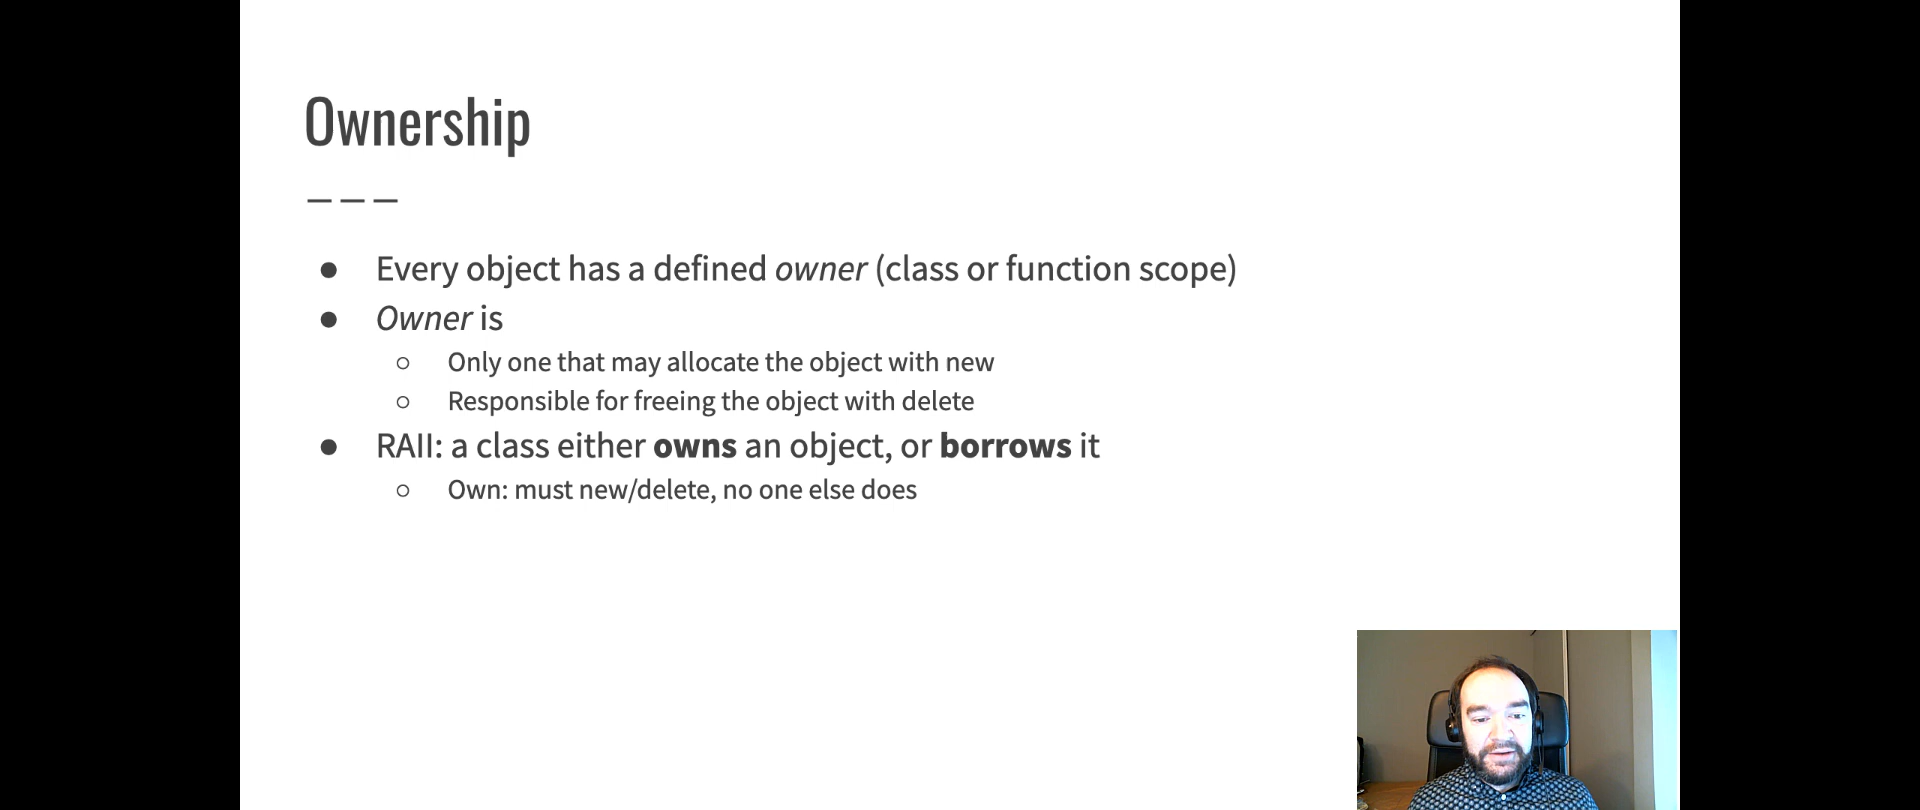 Ownership
Every object has a defined owner (class or function scope)
Owner is
Only one that may allocate the object with new
Responsible for freeing the object with delete
RAII: a class either owns an object, or borrows it
Own: must new/delete, no one else does